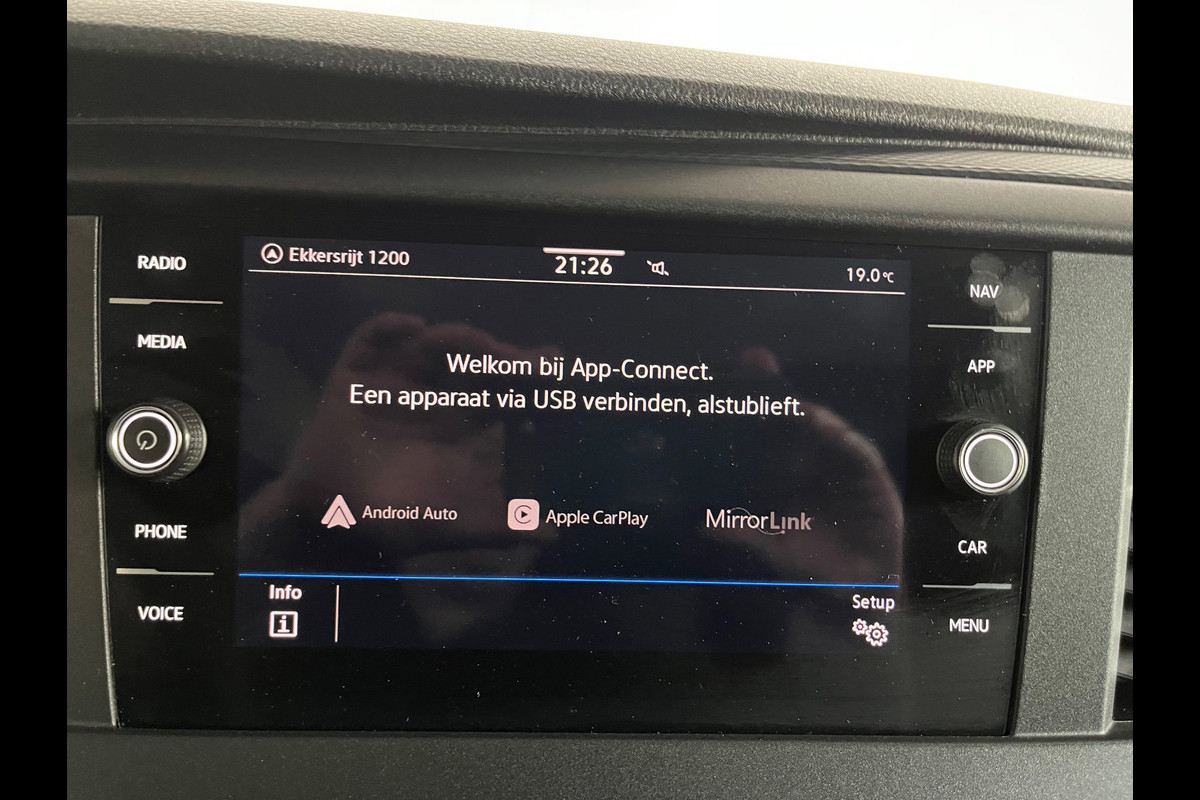 RADIO
MEDIA
PHONE
VOICE
Ekkersrijt 1200
21:26
19.0°C
Welkom bij App-Connect.
Een apparaat via USB verbinden, alstublieft.
Android Auto
Apple CarPlay
MirrorLink
Info
Setup
NAV
APP
CAR
MENU